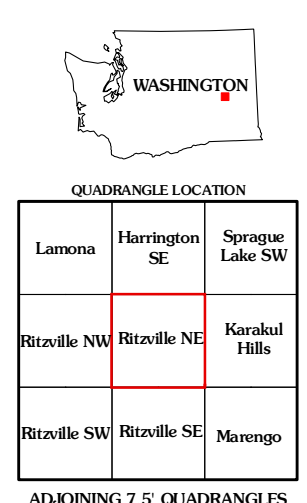 WASHINGTON
QUADRANGLE LOCATION
Lamona
Harrington
SE
Sprague
Lake SW
Ritzville NW
Ritzville NE
Karakul
Hills
Ritzville SW
Ritzville SE
Marengo
ADJOINING 7.5' QUADRANGLES